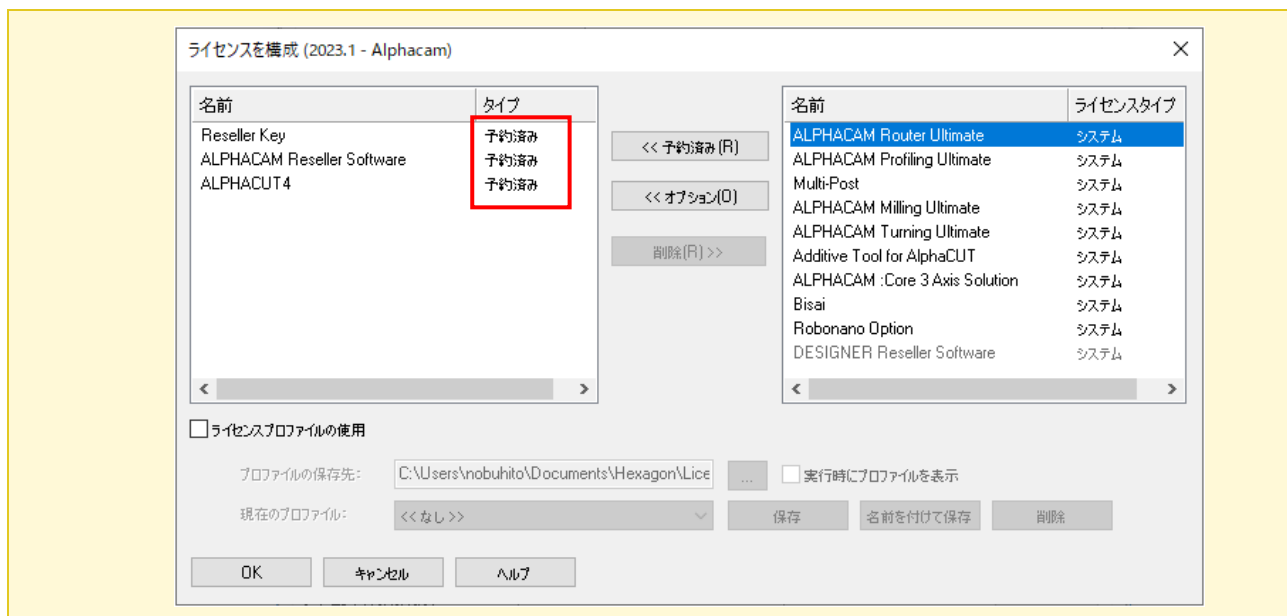 ライセンスを構成 (2023.1 - Alphacam)
名前 タイプ
Reseller Key 予約済み
ALPHACAM Reseller Software 予約済み
ALPHACUT4 予約済み
<< 予約済み(R)
<< オプション(O)
削除(R) >>
名前 ライセンスタイプ
ALPHACAM Router Ultimate システム
ALPHACAM Profiling Ultimate システム
Multi-Post システム
ALPHACAM Milling Ultimate システム
ALPHACAM Turning Ultimate システム
Additive Tool for AlphaCUT システム
ALPHACAM :Core 3 Axis Solution システム
Bisai システム
Robonano Option システム
DESIGNER Reseller Software システム
ライセンスプロファイルの使用
プロファイルの保存先: C:\Users\nobuhito\Documents\Hexagon\Lice ... 実行時にプロファイルを表示
現在のプロファイル: <<なし>> 保存 名前を付けて保存 削除
OK キャンセル ヘルプ